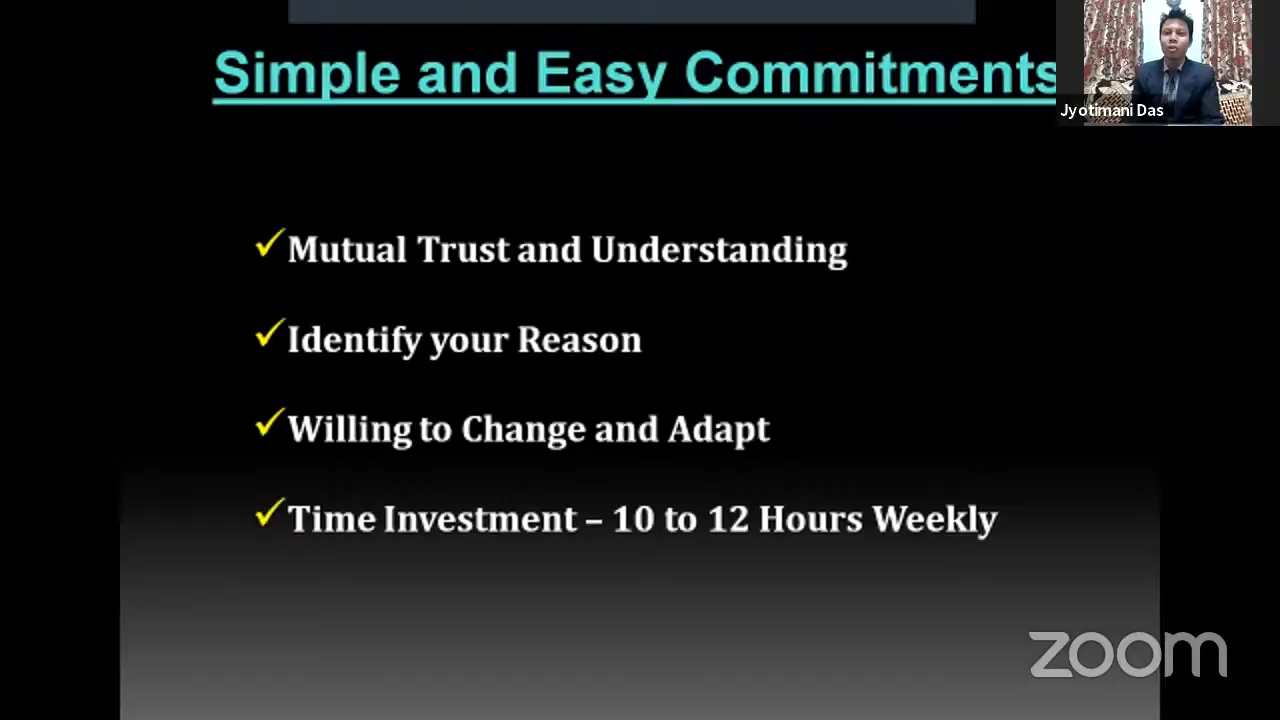 Simple and Easy Commitments
Jyotimani Das
✓Mutual Trust and Understanding
✓Identify your Reason
✓Willing to Change and Adapt
✓Time Investment – 10 to 12 Hours Weekly
zoom